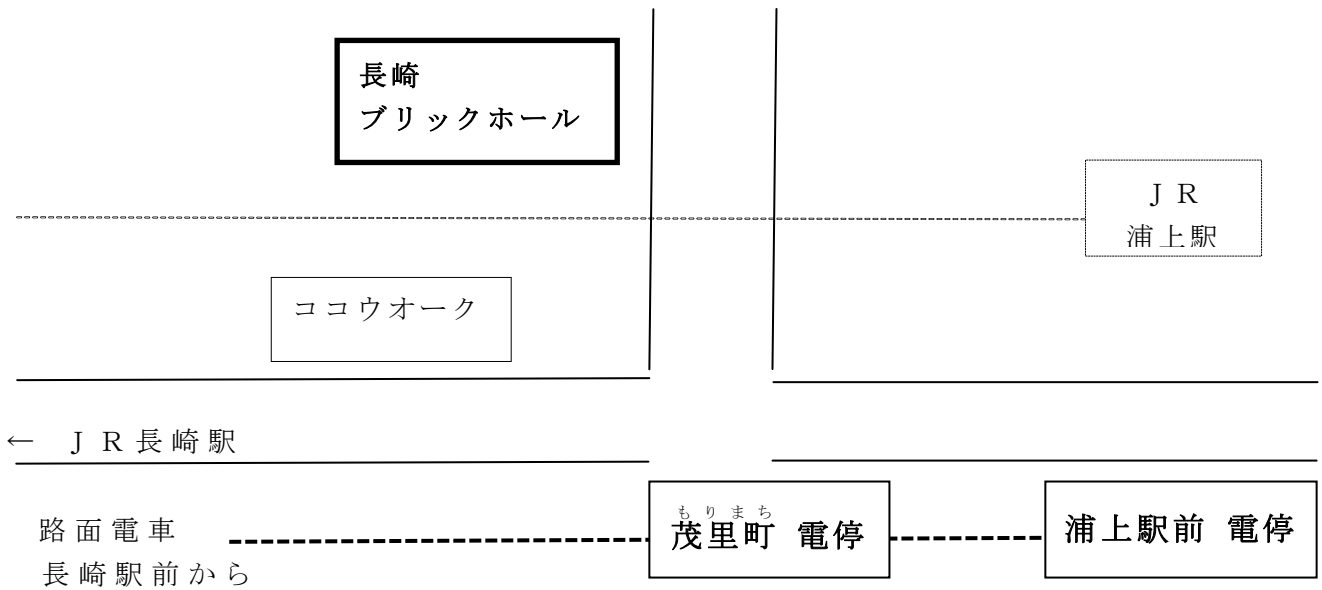 長崎
ブリックホール
ＪＲ
浦上駅
ココウオーク
← ＪＲ長崎駅
もりまち
茂里町 電停
浦上駅前 電停
路面電車
長崎駅前から